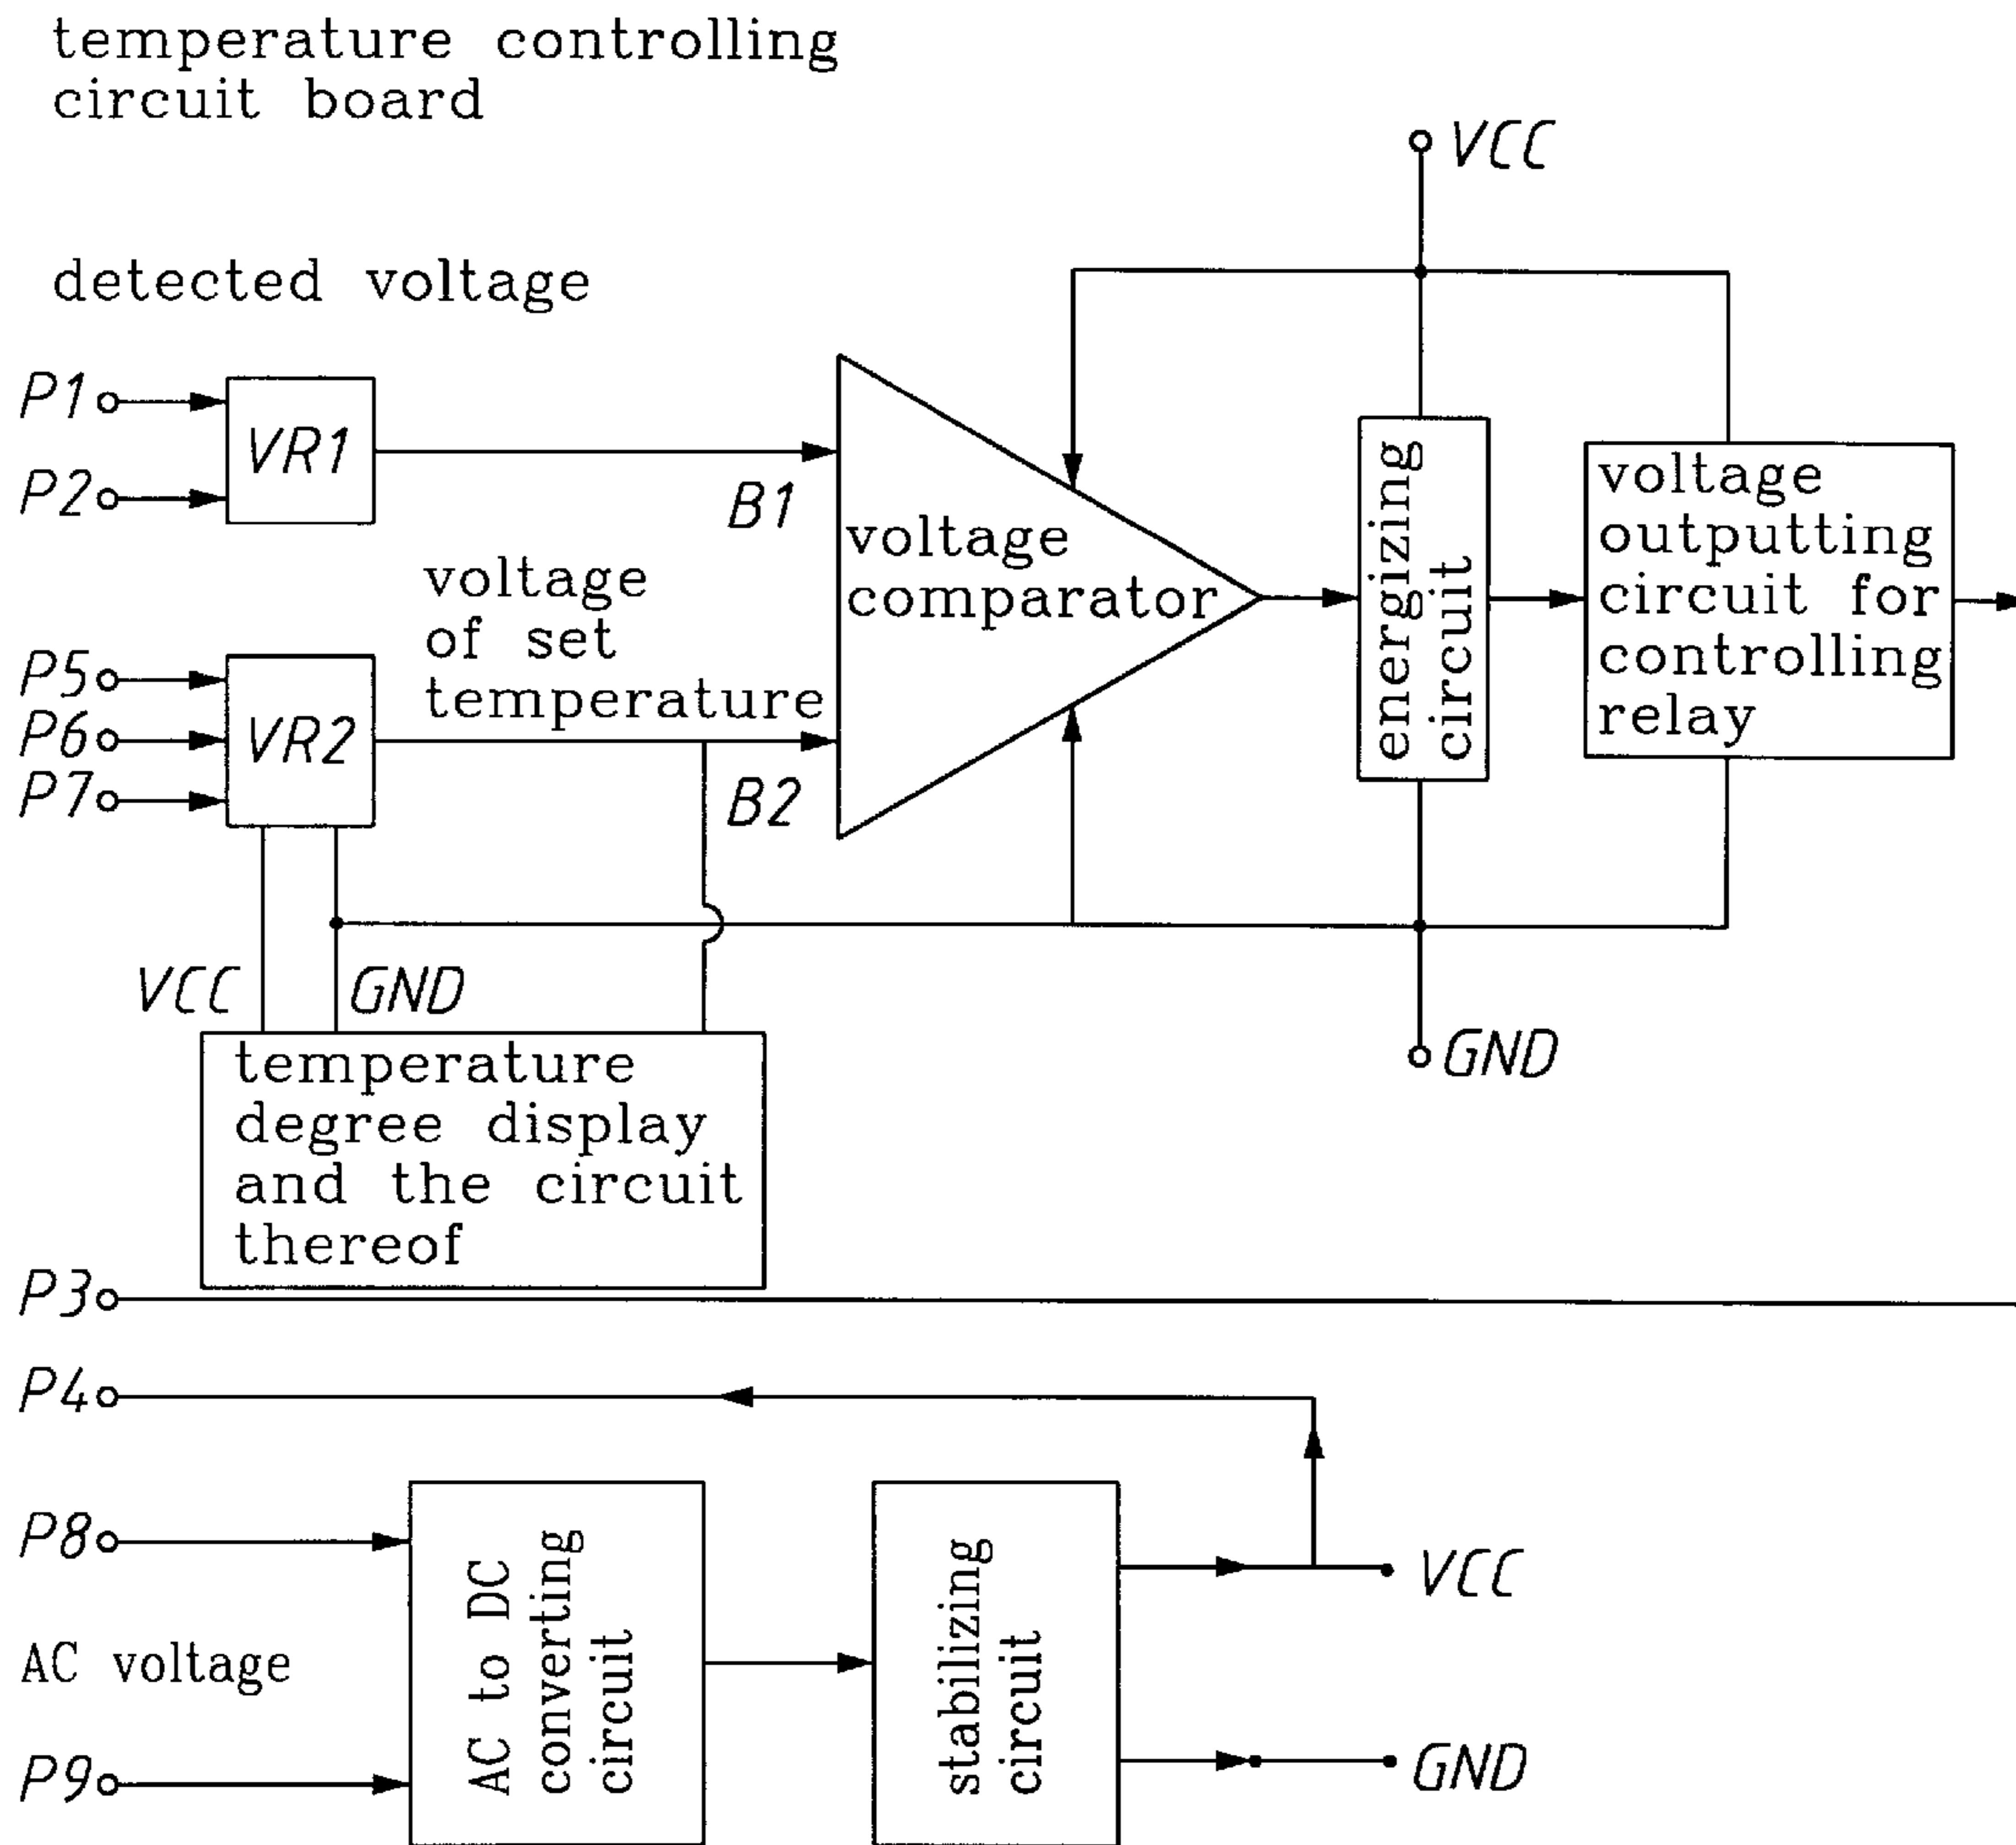 temperature controlling
circuit board
VCC
detected voltage
P1
VR1
P2
B1
voltage
comparator
energizing
circuit
voltage
outputting
circuit for
controlling
relay
voltage
of set
temperature
P5
P6
VR2
P7
B2
VCC
GND
GND
temperature
degree display
and the circuit
thereof
P3
P4
P8
AC to DC
converting
circuit
stabilizing
circuit
VCC
AC voltage
P9
GND